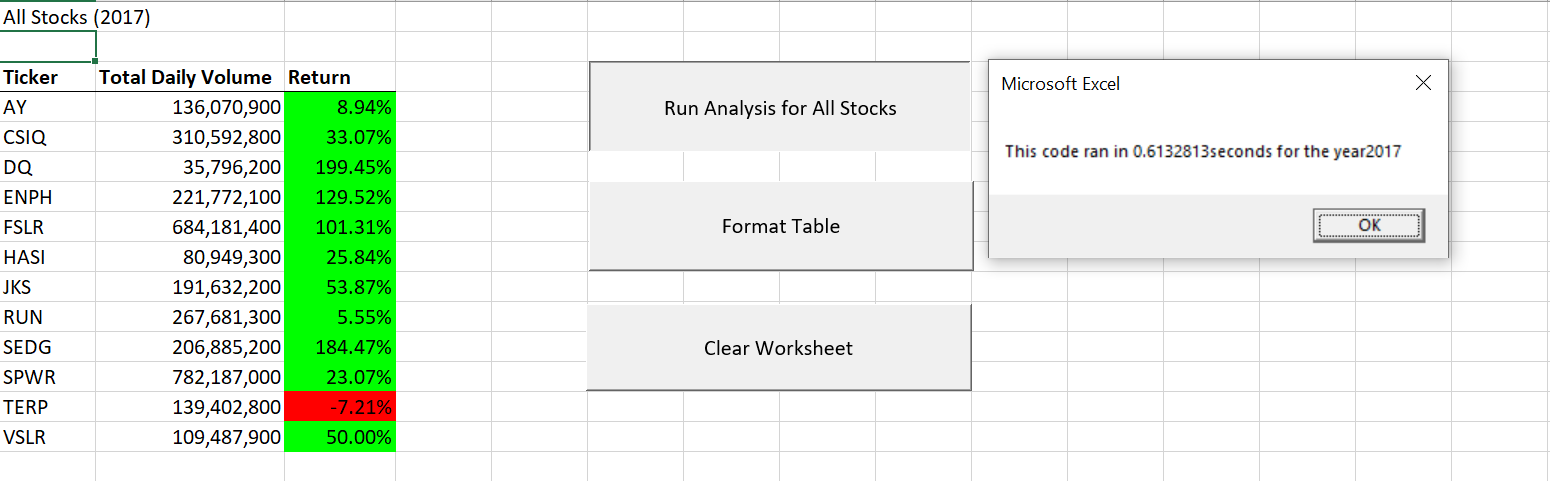 All Stocks (2017)
Ticker Total Daily Volume Return
AY 136,070,900 8.94%
CSIQ 310,592,800 33.07%
DQ 35,796,200 199.45%
ENPH 221,772,100 129.52%
FSLR 684,181,400 101.31%
HASI 80,949,300 25.84%
JKS 191,632,200 53.87%
RUN 267,681,300 5.55%
SEDG 206,885,200 184.47%
SPWR 782,187,000 23.07%
TERP 139,402,800 -7.21%
VSLR 109,487,900 50.00%
Run Analysis for All Stocks
Format Table
Clear Worksheet
Microsoft Excel
This code ran in 0.6132813seconds for the year2017
OK